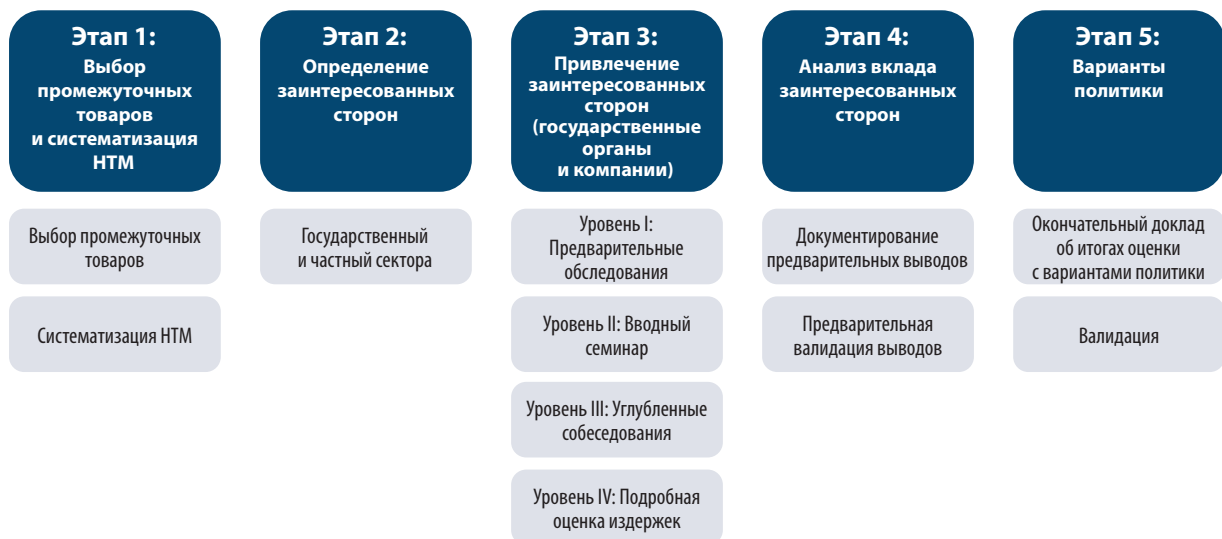 Этап 1:
Выбор
промежуточных
товаров
и систематизация
НТМ
Выбор промежуточных
товаров
Систематизация НТМ
Этап 2:
Определение
заинтересованных
сторон
Государственный
и частный сектора
Этап 3:
Привлечение
заинтересованных
сторон
(государственные
органы
и компании)
Уровень I:
Предварительные
обследования
Уровень II: Вводный
семинар
Уровень III: Углубленные
собеседования
Уровень IV: Подробная
оценка издержек
Этап 4:
Анализ вклада
заинтересованных
сторон
Документирование
предварительных выводов
Предварительная
валидация выводов
Этап 5:
Варианты
политики
Окончательный доклад
об итогах оценки
с вариантами политики
Валидация